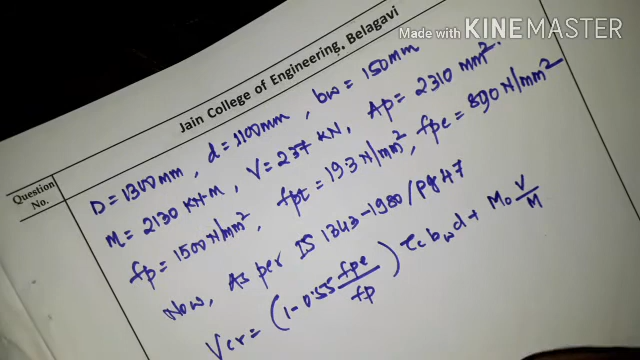 Made with KINEMASTER
Jain College of Engineering, Belagavi
Question No.
D = 1300mm, d = 1100mm, bw = 150mm
M = 2130 KN-M, V = 237 KN, Ap = 2310 mm².
fp = 1500 N/mm², fpt = 19.3 N/mm², fpe = 890 N/mm²
Now, As per IS 1343-1980/Pg 47
Vcr = (1-0.55 fpe/fp) τc bw d + Mo V/M